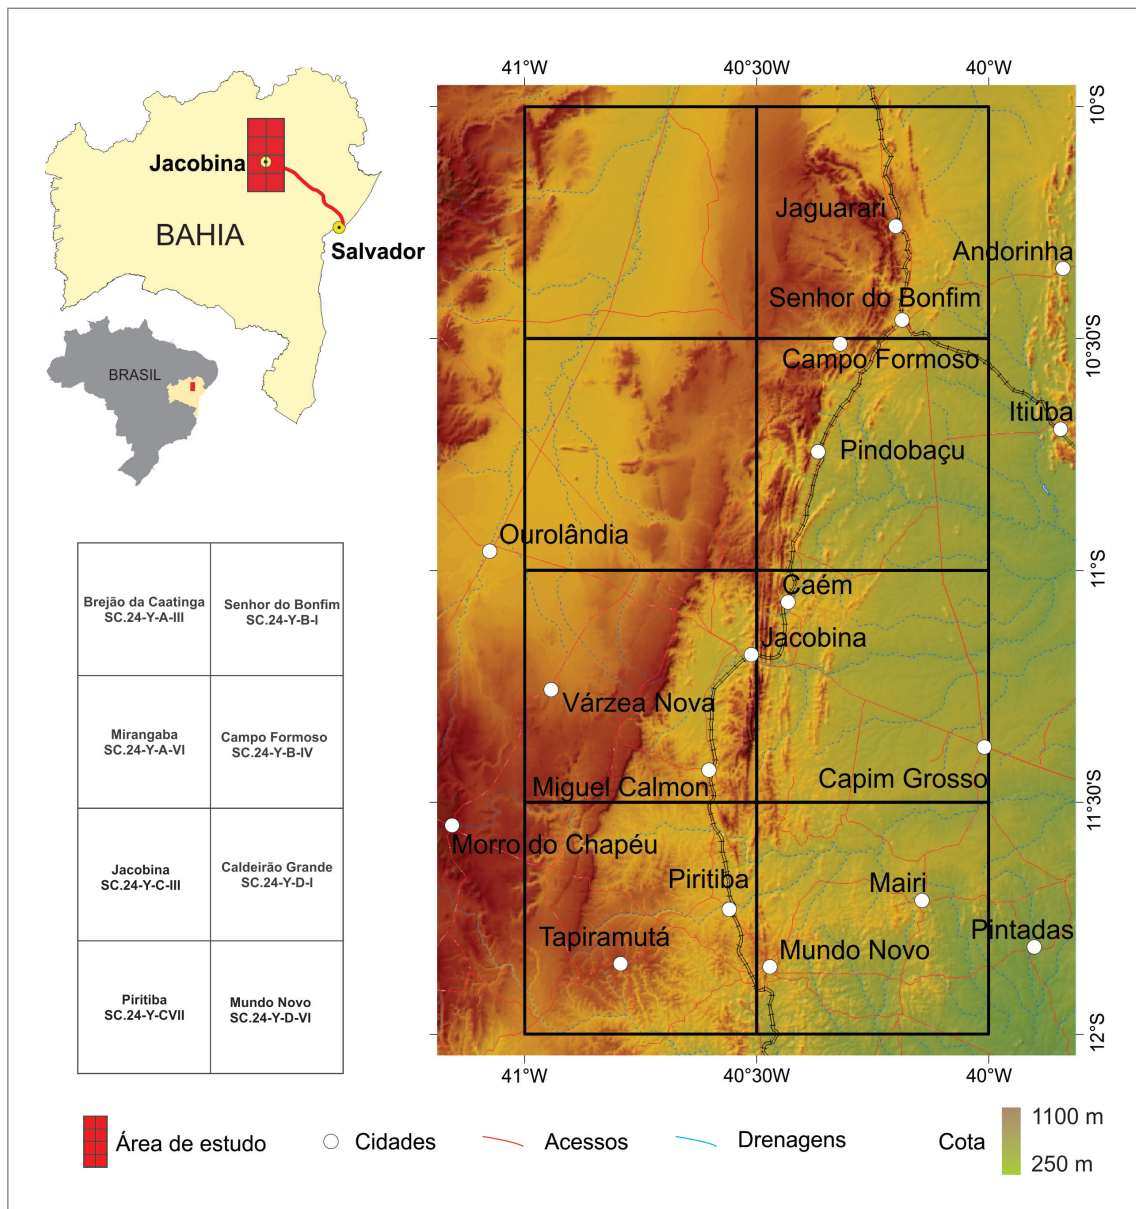 41°W
40°30'W
40°W
10°S
Jacobina
BAHIA
Salvador
BRASIL
Jaguarari
Andorinha
Senhor do Bonfim
10°30'S
Campo Formoso
Itiúba
Pindobaçu
Ourolândia
11°S
Caém
Jacobina
Várzea Nova
Miguel Calmon
Capim Grosso
11°30'S
Morro do Chapéu
Piritiba
Mairi
Tapiramutá
Mundo Novo
Pintadas
12°S
41°W
40°30'W
40°W
Brejão da Caatinga
SC.24-Y-A-III
Senhor do Bonfim
SC.24-Y-B-I
Mirangaba
SC.24-Y-A-VI
Campo Formoso
SC.24-Y-B-IV
Jacobina
SC.24-Y-C-III
Caldeirão Grande
SC.24-Y-D-I
Piritiba
SC.24-Y-CVII
Mundo Novo
SC.24-Y-D-VI
Área de estudo
Cidades
Acessos
Drenagens
Cota
1100 m
250 m